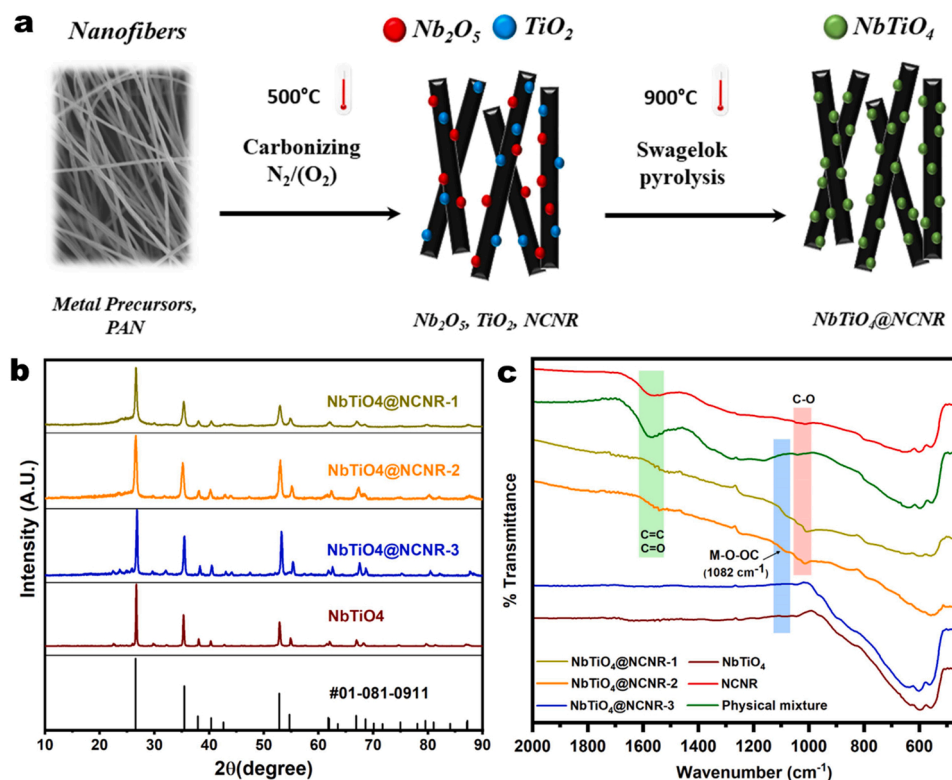 a
Nanofibers
Nb₂O₅
TiO₂
NbTiO₄
500°C
900°C
Carbonizing
N₂/(O₂)
Swagelok
pyrolysis
Metal Precursors,
PAN
Nb₂O₅, TiO₂, NCNR
NbTiO₄@NCNR
b
NbTiO4@NCNR-1
NbTiO4@NCNR-2
NbTiO4@NCNR-3
NbTiO4
#01-081-0911
Intensity (A.U.)
10 20 30 40 50 60 70 80 90
2θ(degree)
c
C-O
C=C
C=O
M-O-OC
(1082 cm⁻¹)
% Transmittance
NbTiO₄@NCNR-1
NbTiO₄
NbTiO₄@NCNR-2
NCNR
NbTiO₄@NCNR-3
Physical mixture
2000 1800 1600 1400 1200 1000 800 600
Wavenumber (cm⁻¹)